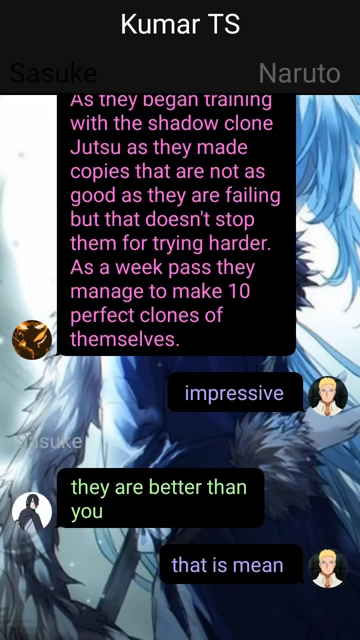 Kumar TS
Sasuke
Naruto
As they began training
with the shadow clone
Jutsu as they made
copies that are not as
good as they are failing
but that doesn't stop
them for trying harder.
As a week pass they
manage to make 10
perfect clones of
themselves.
impressive
Sasuke
they are better than
you
that is mean